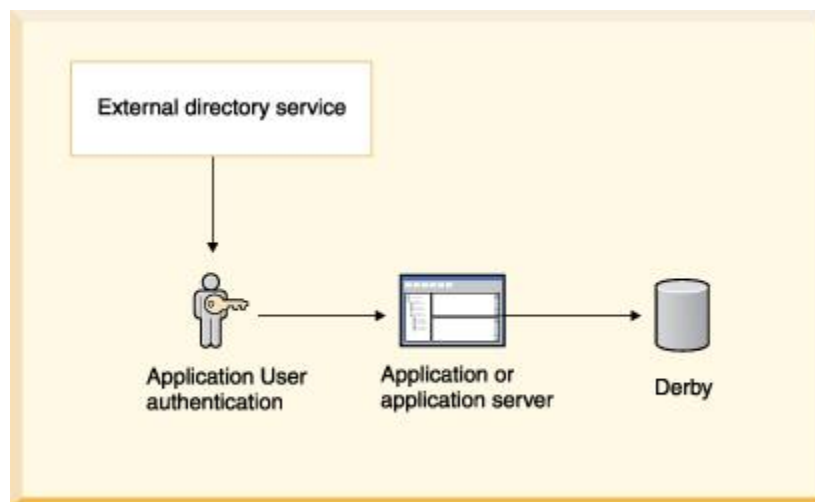 External directory service
Application User
authentication
Application or
application server
Derby